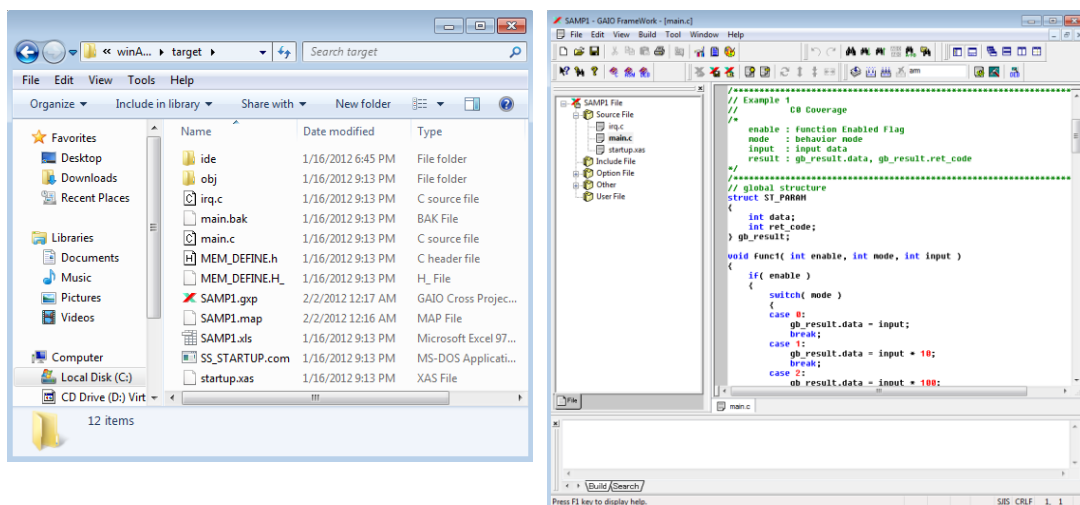 « winA... ▸ target ▸
Search target
File Edit View Tools Help
Organize Include in library Share with New folder
Favorites
Desktop
Downloads
Recent Places
Libraries
Documents
Music
Pictures
Videos
Computer
Local Disk (C:)
CD Drive (D:) Virt
Name Date modified Type
ide 1/16/2012 6:45 PM File folder
obj 1/16/2012 9:13 PM File folder
irq.c 1/16/2012 9:13 PM C source file
main.bak 1/16/2012 9:13 PM BAK File
main.c 1/16/2012 9:13 PM C source file
MEM_DEFINE.h 1/16/2012 9:13 PM C header file
MEM_DEFINE.H_ 1/16/2012 9:13 PM H_ File
SAMP1.gxp 2/2/2012 12:17 AM GAIO Cross Projec...
SAMP1.map 2/2/2012 12:16 AM MAP File
SAMP1.xls 1/16/2012 9:13 PM Microsoft Excel 97...
SS_STARTUP.com 1/16/2012 9:13 PM MS-DOS Applicati...
startup.xas 1/16/2012 9:13 PM XAS File
12 items
SAMP1 - GAIO FrameWork - [main.c]
File Edit View Build Tool Window Help
am
SAMP1 File
Source File
irq.c
main.c
startup.xas
Include File
Option File
Other
User File
File
/*****************************************************
// Example 1
// C0 Coverage
/*
enable : function Enabled Flag
mode : behavior mode
input : input data
result : gb_result.data, gb_result.ret_code
*/
/*****************************************************
// global structure
struct ST_PARAM
{
int data;
int ret_code;
} gb_result;
void func1( int enable, int mode, int input )
{
if( enable )
{
switch( mode )
{
case 0:
gb_result.data = input;
break;
case 1:
gb_result.data = input * 10;
break;
case 2:
gb_result.data = input * 100;
main.c
Build Search
Press F1 key to display help.
SJIS CRLF 1, 1